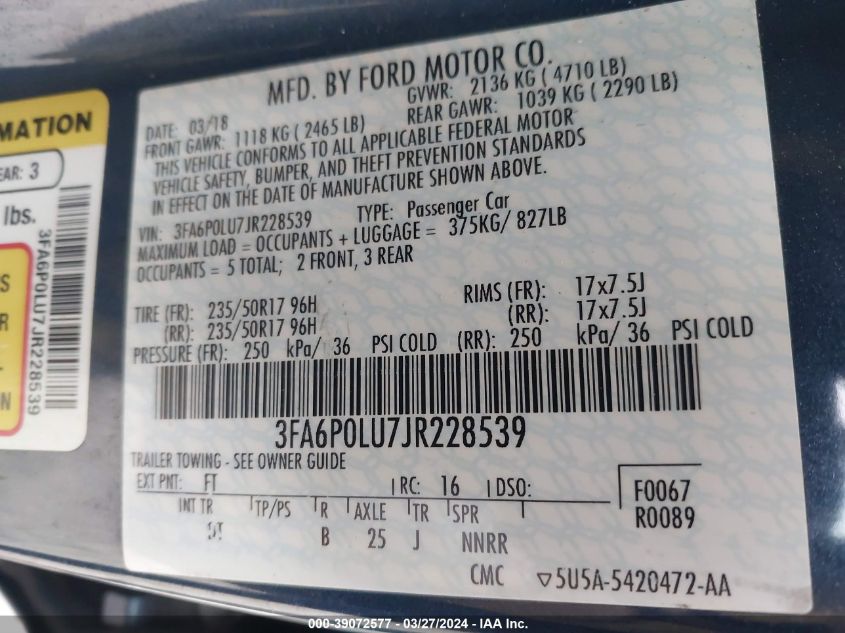 MFD. BY FORD MOTOR CO.
DATE: 03/18
GVWR: 2136 KG ( 4710 LB)
FRONT GAWR: 1118 KG ( 2465 LB)
REAR GAWR: 1039 KG ( 2290 LB)
THIS VEHICLE CONFORMS TO ALL APPLICABLE FEDERAL MOTOR
VEHICLE SAFETY, BUMPER, AND THEFT PREVENTION STANDARDS
IN EFFECT ON THE DATE OF MANUFACTURE SHOWN ABOVE.
VIN: 3FA6P0LU7JR228539 TYPE: Passenger Car
MAXIMUM LOAD = OCCUPANTS + LUGGAGE = 375KG/ 827LB
OCCUPANTS = 5 TOTAL; 2 FRONT, 3 REAR
TIRE (FR): 235/50R17 96H RIMS (FR): 17x7.5J
(RR): 235/50R17 96H (RR): 17x7.5J
PRESSURE (FR): 250 kPa/ 36 PSI COLD (RR): 250 kPa/ 36 PSI COLD
3FA6P0LU7JR228539
TRAILER TOWING - SEE OWNER GUIDE
EXT PNT: FT RC: 16 DSO:
F0067
R0089
INT TR TP/PS R AXLE TR SPR
B 25 J NNRR
CMC 5U5A-5420472-AA
MATION
EAR: 3
lbs.
3FA6P0LU7JR228539
S
R
N
000-39072577 - 03/27/2024 - IAA Inc.